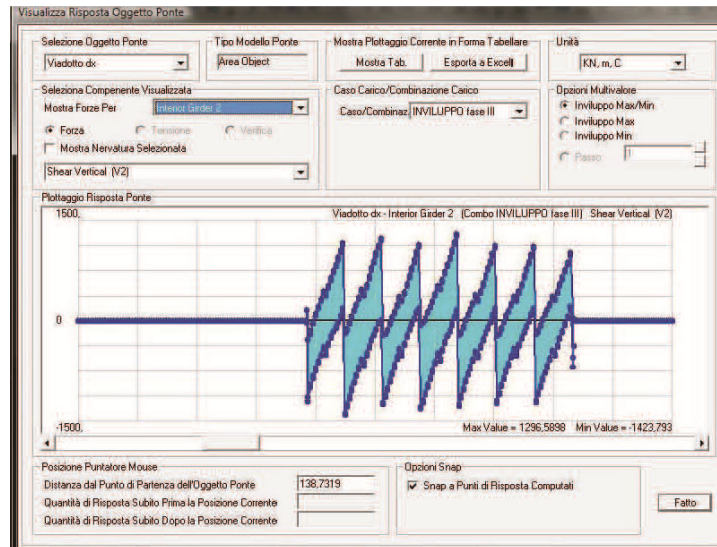 Visualizza Risposta Oggetto Ponte
Selezione Oggetto Ponte
Viadotto dx
Tipo Modello Ponte
Area Object
Mostra Plottaggio Corrente in Forma Tabellare
Mostra Tab.
Esporta a Excell
Unità
KN, m, C
Seleziona Compenente Visualizzata
Mostra Forze Per
Interior Girder 2
Forza
Tensione
Verifica
Mostra Nervatura Selezionata
Shear Vertical (V2)
Caso Carico/Combinazione Carico
Caso/Combinaz.
INVILUPPO fase III
Opzioni Multivalore
Inviluppo Max/Min
Inviluppo Max
Inviluppo Min
Passo
1
Plottaggio Risposta Ponte
1500.
Viadotto dx - Interior Girder 2 (Combo INVILUPPO fase III) Shear Vertical (V2)
0
-1500.
Max Value = 1296,5898 Min Value = -1423,793
Posizione Puntatore Mouse
Distanza dal Punto di Partenza dell'Oggetto Ponte
138,7319
Quantità di Risposta Subito Prima la Posizione Corrente
Quantità di Risposta Subito Dopo la Posizione Corrente
Opzioni Snap
Snap a Punti di Risposta Computati
Fatto